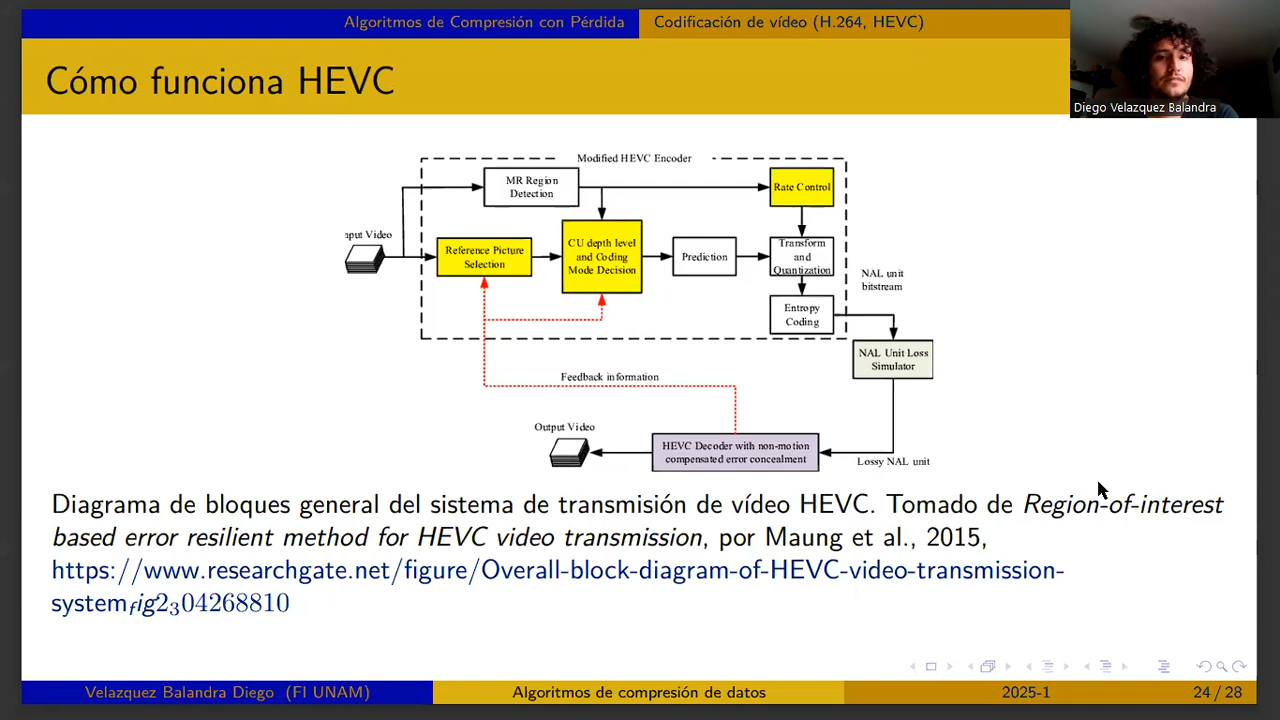 Algoritmos de Compresión con Pérdida
Codificación de vídeo (H.264, HEVC)
Cómo funciona HEVC
Diego Velazquez Balandra
Modified HEVC Encoder
MR Region
Detection
Rate Control
nput Video
Reference Picture
Selection
CU depth level
and Coding
Mode Decision
Prediction
Transform
and
Quantization
NAL unit
bitstream
Entropy
Coding
NAL Unit Loss
Simulator
Feedback information
Output Video
HEVC Decoder with non-motion
compensated error concealment
Lossy NAL unit
Diagrama de bloques general del sistema de transmisión de vídeo HEVC. Tomado de Region-of-interest
based error resilient method for HEVC video transmission, por Maung et al., 2015,
https://www.researchgate.net/figure/Overall-block-diagram-of-HEVC-video-transmission-
system_fig2_304268810
Velazquez Balandra Diego (FI UNAM)
Algoritmos de compresión de datos
2025-1
24 / 28